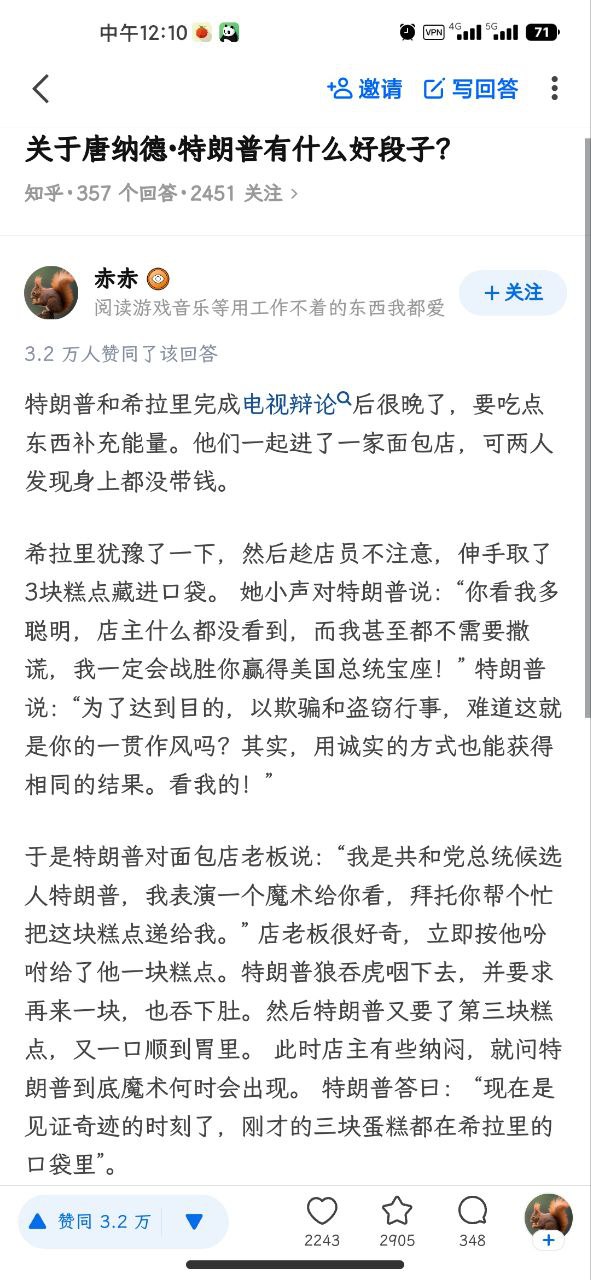 中午12:10
VPN 4G 5G 71
邀请 写回答
关于唐纳德·特朗普有什么好段子？
知乎·357 个回答·2451 关注 >
赤赤
阅读游戏音乐等用工作不着的东西我都爱
+关注
3.2 万人赞同了该回答
特朗普和希拉里完成电视辩论后很晚了，要吃点
东西补充能量。他们一起进了一家面包店，可两人
发现身上都没带钱。
希拉里犹豫了一下，然后趁店员不注意，伸手取了
3块糕点藏进口袋。 她小声对特朗普说：“你看我多
聪明，店主什么都没看到，而我甚至都不需要撒
谎，我一定会战胜你赢得美国总统宝座！” 特朗普
说：“为了达到目的，以欺骗和盗窃行事，难道这就
是你的一贯作风吗？其实，用诚实的方式也能获得
相同的结果。看我的！”
于是特朗普对面包店老板说：“我是共和党总统候选
人特朗普，我表演一个魔术给你看，拜托你帮个忙
把这块糕点递给我。” 店老板很好奇，立即按他吩
咐给了他一块糕点。特朗普狼吞虎咽下去，并要求
再来一块，也吞下肚。然后特朗普又要了第三块糕
点，又一口顺到胃里。 此时店主有些纳闷，就问特
朗普到底魔术何时会出现。 特朗普答曰： “现在是
见证奇迹的时刻了，刚才的三块蛋糕都在希拉里的
口袋里”。
赞同 3.2 万
2243 2905 348